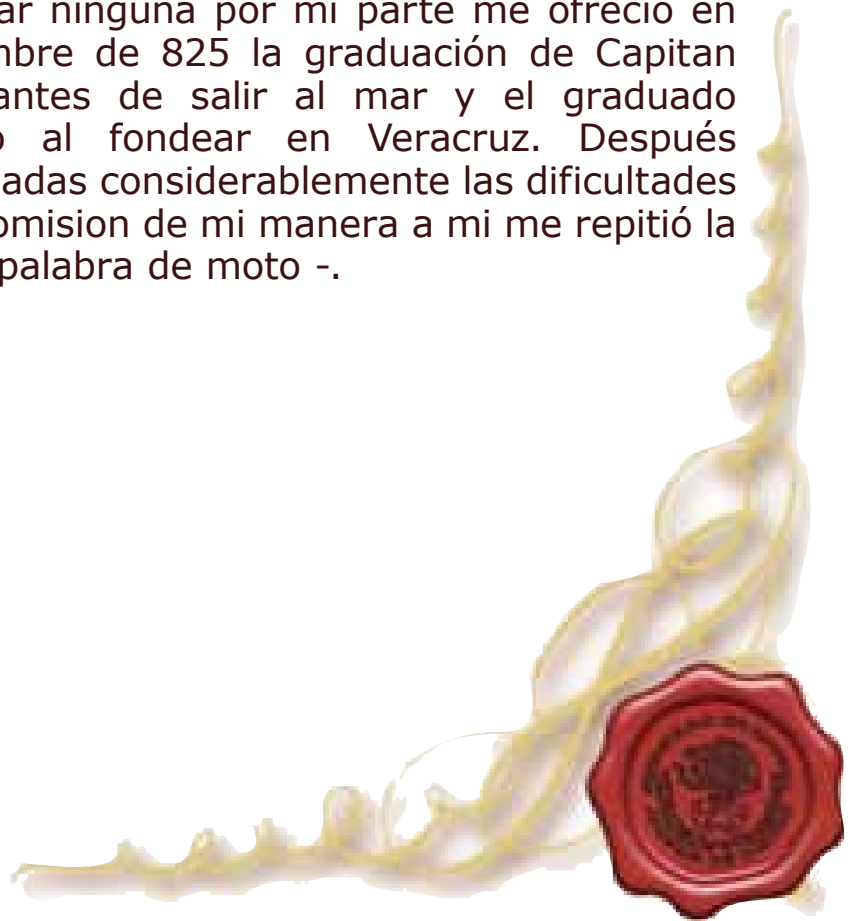 ar ninguna por mi parte me ofreció en
mbre de 825 la graduación de Capitan
antes de salir al mar y el graduado
o al fondear en Veracruz. Después
adas considerablemente las dificultades
omision de mi manera a mi me repitió la
palabra de moto -.